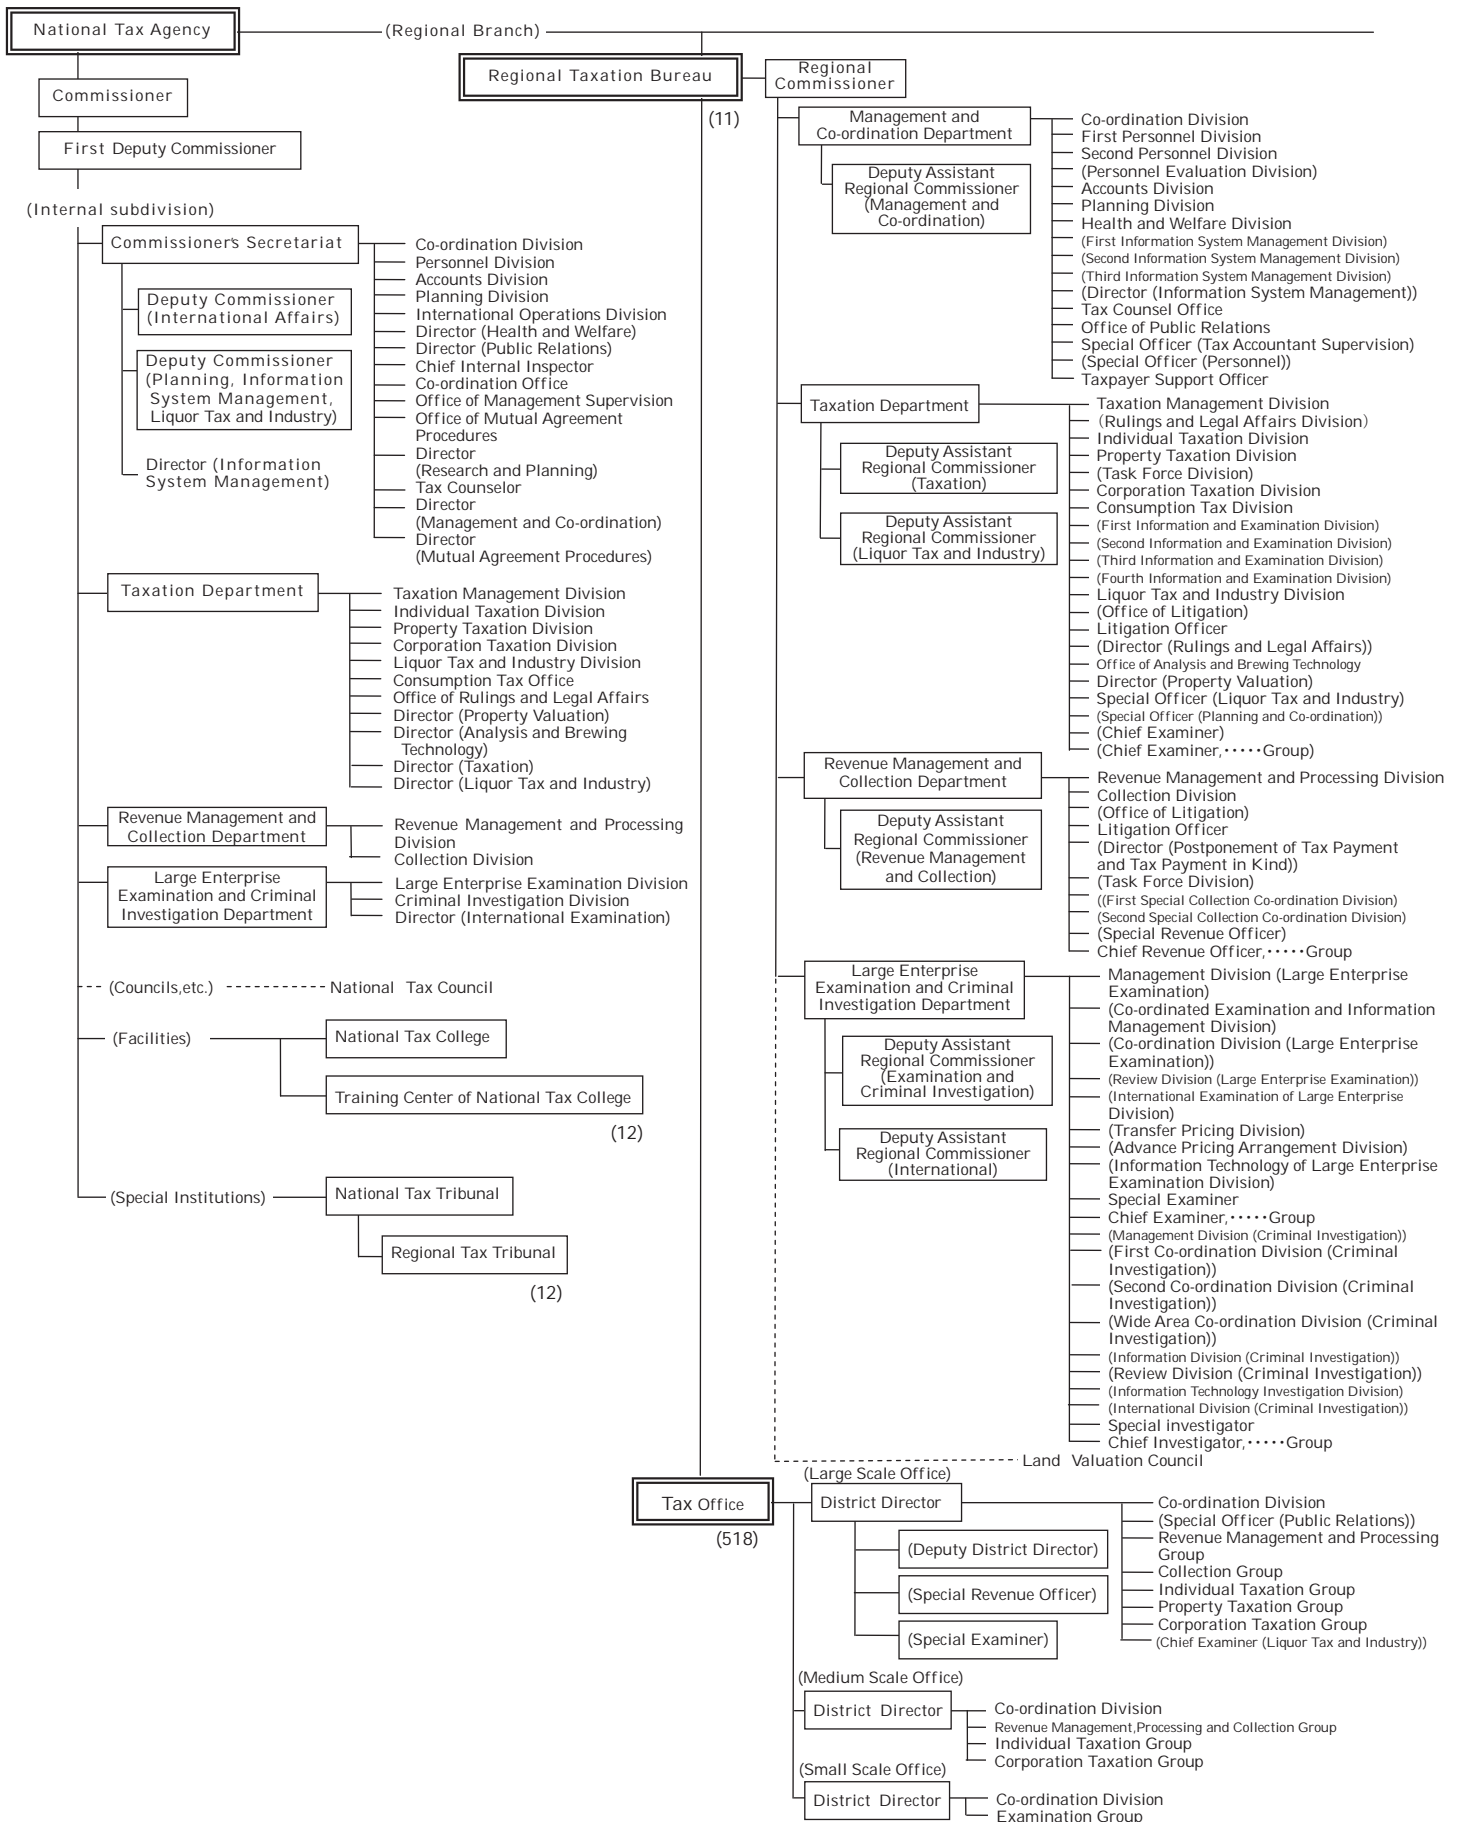 National Tax Agency
(Regional Branch)
Commissioner
First Deputy Commissioner
(Internal subdivision)
Commissioner's Secretariat
Deputy Commissioner
(International Affairs)
Deputy Commissioner
(Planning, Information
System Management,
Liquor Tax and Industry)
Director (Information
System Management)
Co-ordination Division
Personnel Division
Accounts Division
Planning Division
International Operations Division
Director (Health and Welfare)
Director (Public Relations)
Chief Internal Inspector
Co-ordination Office
Office of Management Supervision
Office of Mutual Agreement
Procedures
Director
(Research and Planning)
Tax Counselor
Director
(Management and Co-ordination)
Director
(Mutual Agreement Procedures)
Taxation Department
Taxation Management Division
Individual Taxation Division
Property Taxation Division
Corporation Taxation Division
Liquor Tax and Industry Division
Consumption Tax Office
Office of Rulings and Legal Affairs
Director (Property Valuation)
Director (Analysis and Brewing
Technology)
Director (Taxation)
Director (Liquor Tax and Industry)
Revenue Management and
Collection Department
Revenue Management and Processing
Division
Collection Division
Large Enterprise
Examination and Criminal
Investigation Department
Large Enterprise Examination Division
Criminal Investigation Division
Director (International Examination)
(Councils,etc.)
National Tax Council
(Facilities)
National Tax College
Training Center of National Tax College
(12)
(Special Institutions)
National Tax Tribunal
Regional Tax Tribunal
(12)
Regional Taxation Bureau
(11)
Regional
Commissioner
Management and
Co-ordination Department
Deputy Assistant
Regional Commissioner
(Management and
Co-ordination)
Co-ordination Division
First Personnel Division
Second Personnel Division
(Personnel Evaluation Division)
Accounts Division
Planning Division
Health and Welfare Division
(First Information System Management Division)
(Second Information System Management Division)
(Third Information System Management Division)
(Director (Information System Management))
Tax Counsel Office
Office of Public Relations
Special Officer (Tax Accountant Supervision)
(Special Officer (Personnel))
Taxpayer Support Officer
Taxation Department
Deputy Assistant
Regional Commissioner
(Taxation)
Deputy Assistant
Regional Commissioner
(Liquor Tax and Industry)
Taxation Management Division
(Rulings and Legal Affairs Division)
Individual Taxation Division
Property Taxation Division
(Task Force Division)
Corporation Taxation Division
Consumption Tax Division
(First Information and Examination Division)
(Second Information and Examination Division)
(Third Information and Examination Division)
(Fourth Information and Examination Division)
Liquor Tax and Industry Division
(Office of Litigation)
Litigation Officer
(Director (Rulings and Legal Affairs))
Office of Analysis and Brewing Technology
Director (Property Valuation)
Special Officer (Liquor Tax and Industry)
(Special Officer (Planning and Co-ordination))
(Chief Examiner)
(Chief Examiner,·····Group)
Revenue Management and
Collection Department
Deputy Assistant
Regional Commissioner
(Revenue Management
and Collection)
Revenue Management and Processing Division
Collection Division
(Office of Litigation)
Litigation Officer
(Director (Postponement of Tax Payment
and Tax Payment in Kind))
(Task Force Division)
((First Special Collection Co-ordination Division)
(Second Special Collection Co-ordination Division)
(Special Revenue Officer)
Chief Revenue Officer,·····Group
Large Enterprise
Examination and Criminal
Investigation Department
Deputy Assistant
Regional Commissioner
(Examination and
Criminal Investigation)
Deputy Assistant
Regional Commissioner
(International)
Management Division (Large Enterprise
Examination)
(Co-ordinated Examination and Information
Management Division)
(Co-ordination Division (Large Enterprise
Examination))
(Review Division (Large Enterprise Examination))
(International Examination of Large Enterprise
Division)
(Transfer Pricing Division)
(Advance Pricing Arrangement Division)
(Information Technology of Large Enterprise
Examination Division)
Special Examiner
Chief Examiner,·····Group
(Management Division (Criminal Investigation))
(First Co-ordination Division (Criminal
Investigation))
(Second Co-ordination Division (Criminal
Investigation))
(Wide Area Co-ordination Division (Criminal
Investigation))
(Information Division (Criminal Investigation))
(Review Division (Criminal Investigation))
(Information Technology Investigation Division)
(International Division (Criminal Investigation))
Special investigator
Chief Investigator,·····Group
Land Valuation Council
Tax Office
(518)
(Large Scale Office)
District Director
(Deputy District Director)
(Special Revenue Officer)
(Special Examiner)
Co-ordination Division
(Special Officer (Public Relations))
Revenue Management and Processing
Group
Collection Group
Individual Taxation Group
Property Taxation Group
Corporation Taxation Group
(Chief Examiner (Liquor Tax and Industry))
(Medium Scale Office)
District Director
Co-ordination Division
Revenue Management,Processing and Collection Group
Individual Taxation Group
Corporation Taxation Group
(Small Scale Office)
District Director
Co-ordination Division
Examination Group